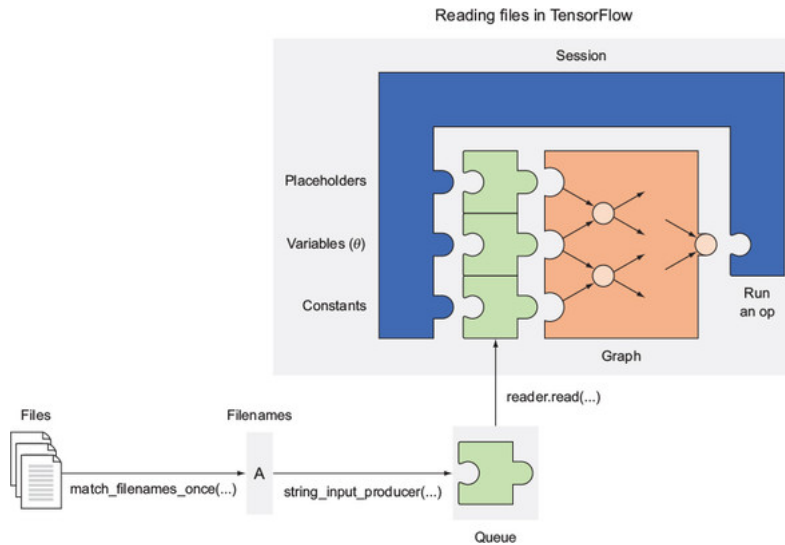 Reading files in TensorFlow
Session
Placeholders
Variables (θ)
Constants
Run
an op
Graph
reader.read(...)
Files
Filenames
A
match_filenames_once(...)
string_input_producer(...)
Queue